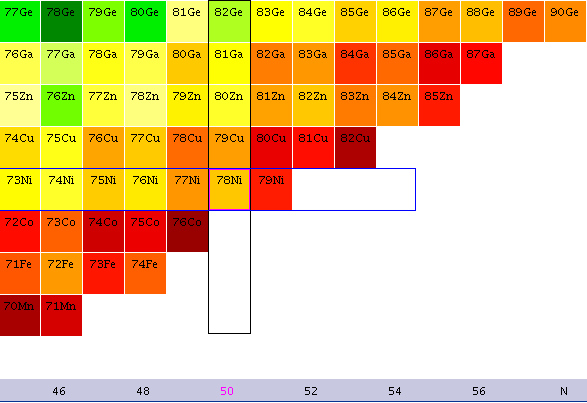 77Ge 78Ge 79Ge 80Ge 81Ge 82Ge 83Ge 84Ge 85Ge 86Ge 87Ge 88Ge 89Ge 90Ge
76Ga 77Ga 78Ga 79Ga 80Ga 81Ga 82Ga 83Ga 84Ga 85Ga 86Ga 87Ga
75Zn 76Zn 77Zn 78Zn 79Zn 80Zn 81Zn 82Zn 83Zn 84Zn 85Zn
74Cu 75Cu 76Cu 77Cu 78Cu 79Cu 80Cu 81Cu 82Cu
73Ni 74Ni 75Ni 76Ni 77Ni 78Ni 79Ni
72Co 73Co 74Co 75Co 76Co
71Fe 72Fe 73Fe 74Fe
70Mn 71Mn
46 48 50 52 54 56 N